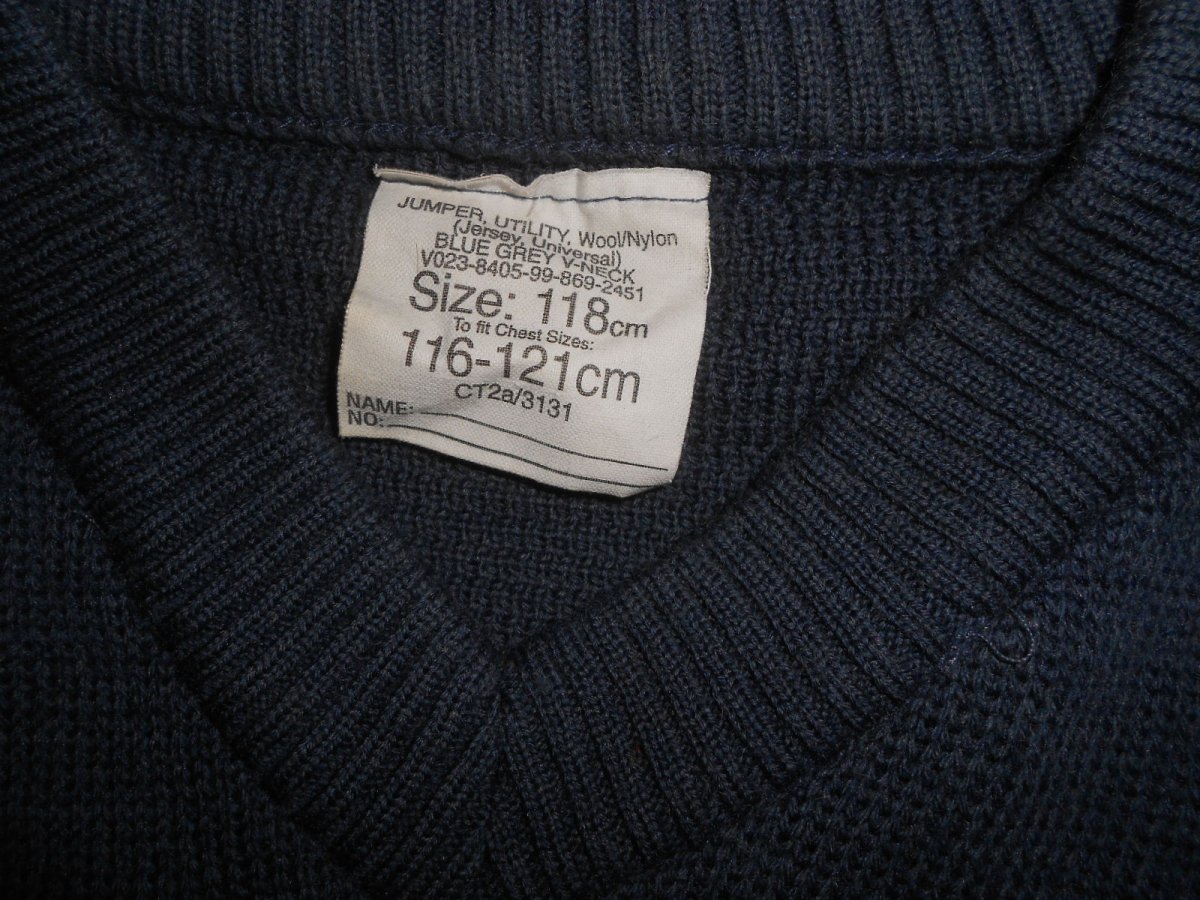 JUMPER, UTILITY, Wool/Nylon
(Jersey, Universal)
BLUE GREY V-NECK
V023-8405-99-869-2451
Size: 118cm
To fit Chest Sizes:
116-121cm
CT2a/3131
NAME:
NO: